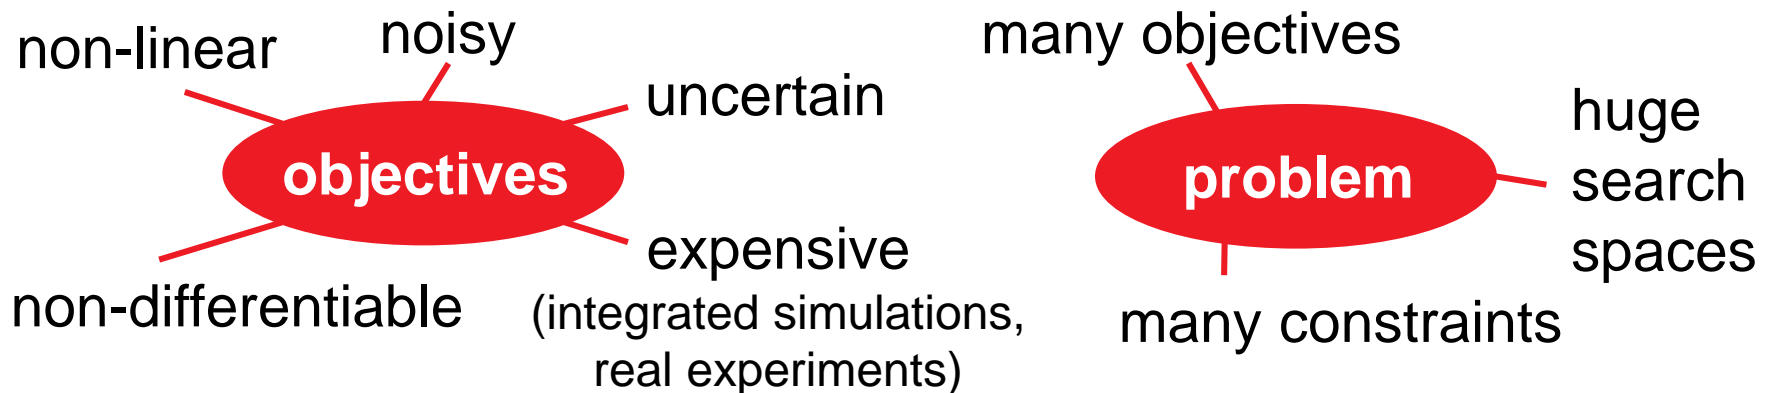 non-linear
noisy
uncertain
objectives
non-differentiable
expensive
(integrated simulations,
real experiments)
many objectives
problem
huge
search
spaces
many constraints